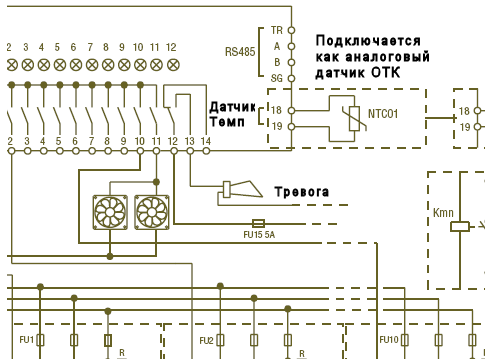 TR
A
B
SG
RS485
Подключается
как аналоговый
датчик ОТК
2 3 4 5 6 7 8 9 10 11 12
Датчик
Темп
18
19
NTC01
18
19
2 3 4 5 6 7 8 9 10 11 12 13 14
Тревога
Kmn
FU15 5A
FU1
FU2
FU10
R
R